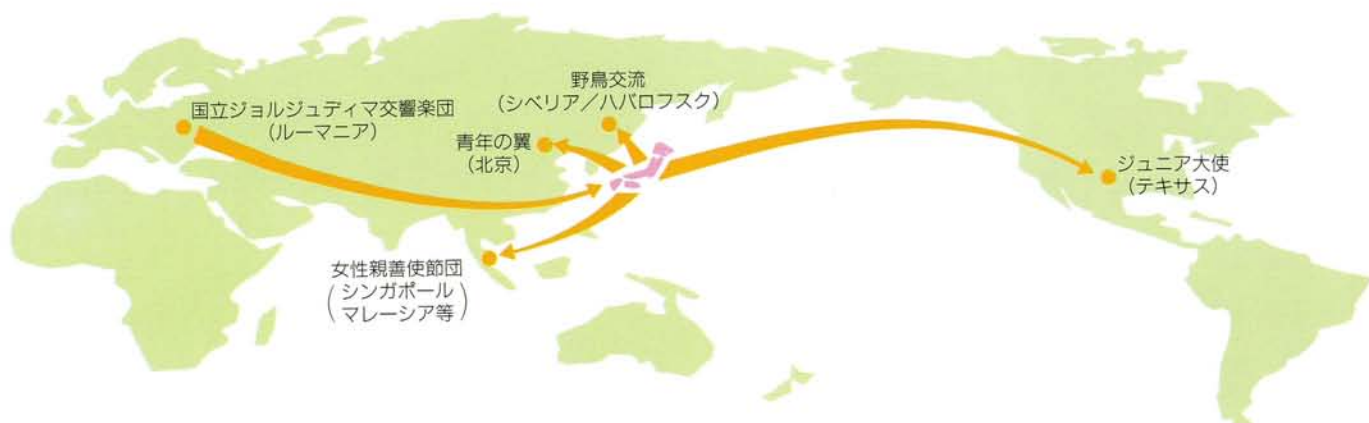 野鳥交流
(シベリア／ハバロフスク)
国立ジョルジュディマ交響楽団
(ルーマニア)
青年の翼
(北京)
ジュニア大使
(テキサス)
女性親善使節団
(シンガポール
マレーシア等)